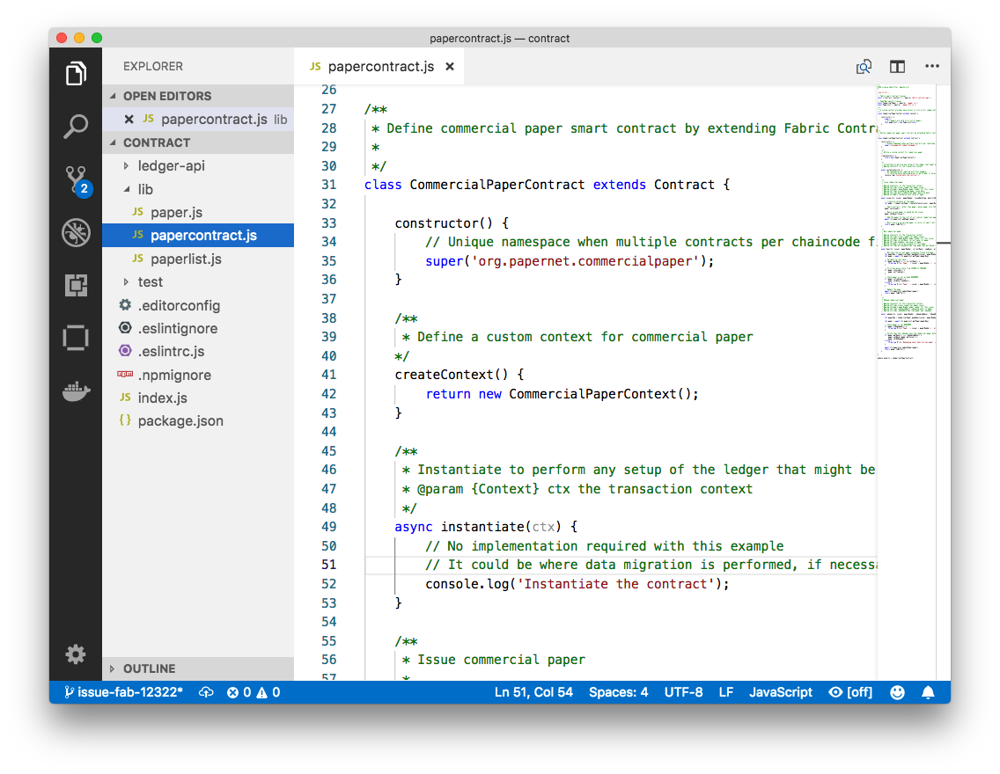 papercontract.js — contract
EXPLORER
OPEN EDITORS
JS papercontract.js lib
CONTRACT
ledger-api
lib
JS paper.js
JS papercontract.js
JS paperlist.js
test
.editorconfig
.eslintignore
.eslintrc.js
.npmignore
JS index.js
{} package.json
OUTLINE
2
JS papercontract.js
26
27 /**
28 * Define commercial paper smart contract by extending Fabric Contra
29 *
30 */
31 class CommercialPaperContract extends Contract {
32
33 constructor() {
34 // Unique namespace when multiple contracts per chaincode f
35 super('org.papernet.commercialpaper');
36 }
37
38 /**
39 * Define a custom context for commercial paper
40 */
41 createContext() {
42 return new CommercialPaperContext();
43 }
44
45 /**
46 * Instantiate to perform any setup of the ledger that might be
47 * @param {Context} ctx the transaction context
48 */
49 async instantiate(ctx) {
50 // No implementation required with this example
51 // It could be where data migration is performed, if necessa
52 console.log('Instantiate the contract');
53 }
54
55 /**
56 * Issue commercial paper
57 *
issue-fab-12322* 0 0 Ln 51, Col 54 Spaces: 4 UTF-8 LF JavaScript [off]